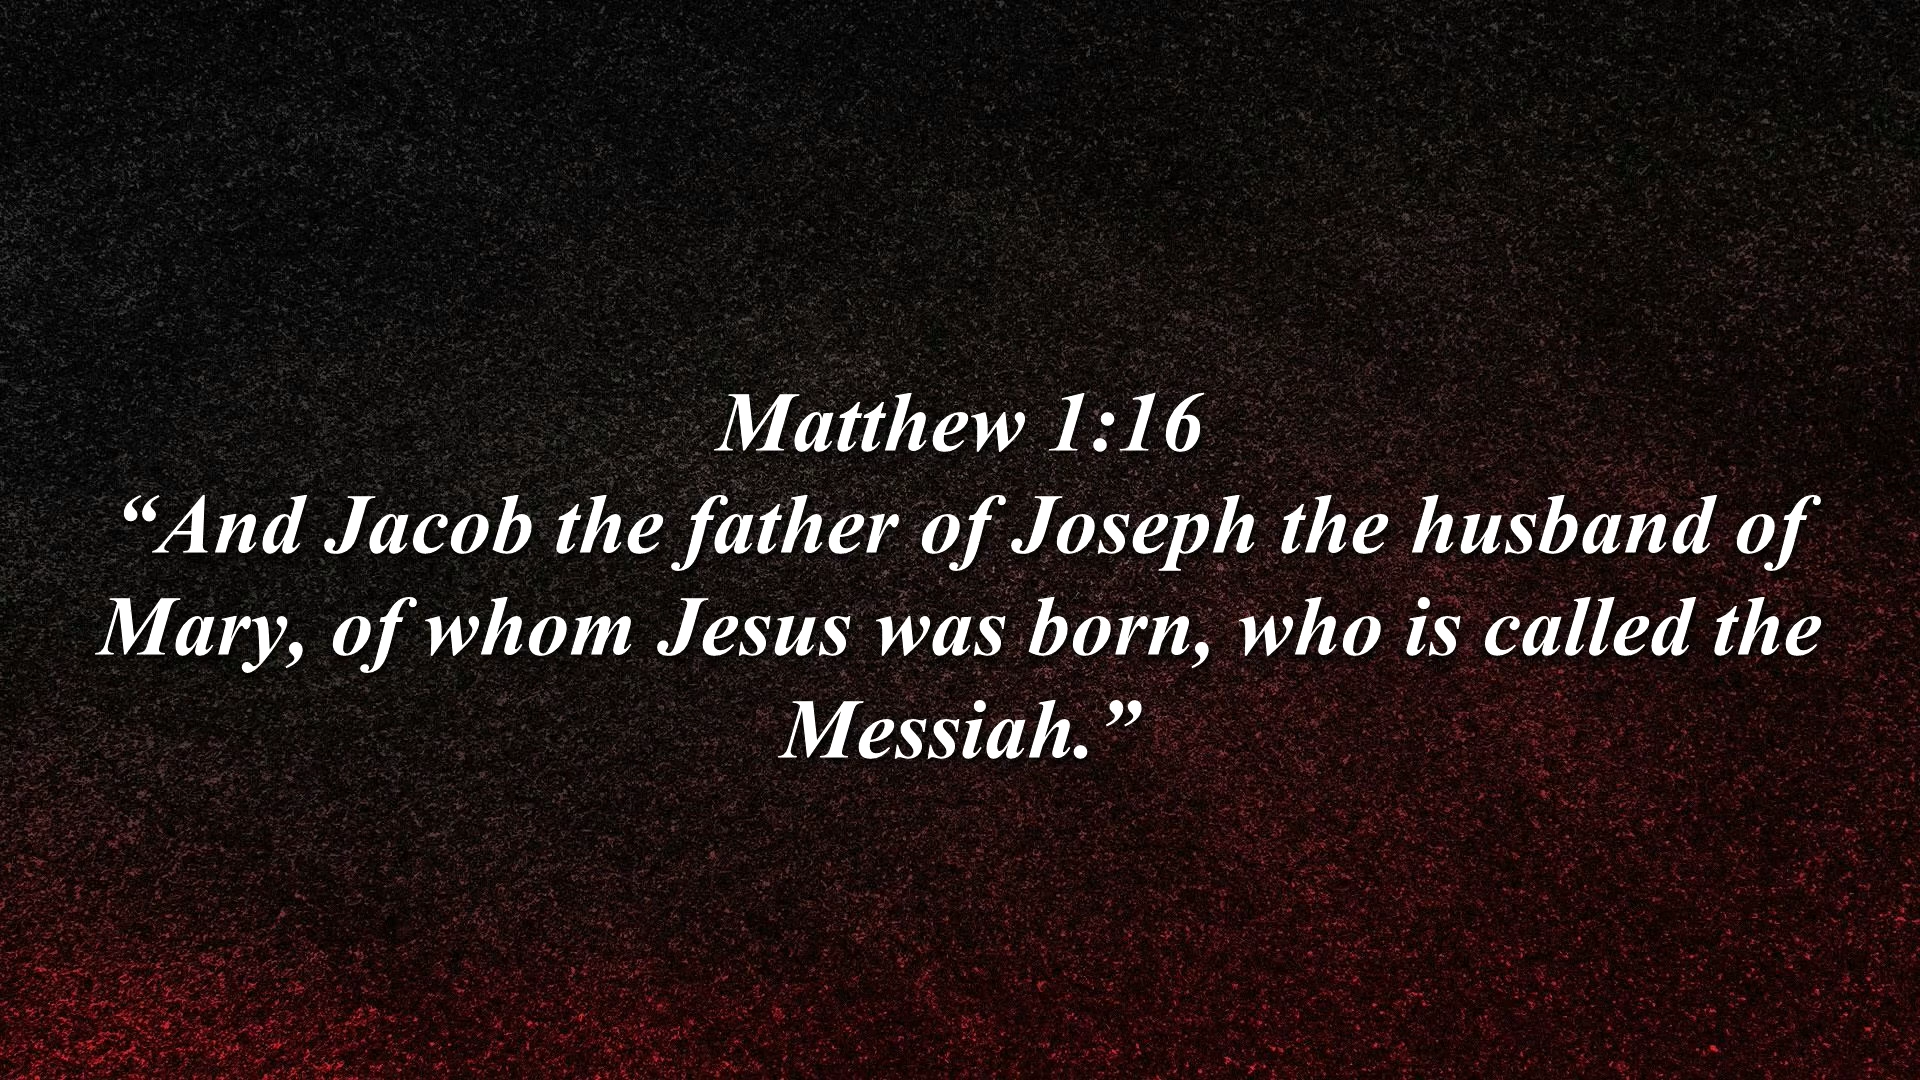 Matthew 1:16
“And Jacob the father of Joseph the husband of
Mary, of whom Jesus was born, who is called the
Messiah.”